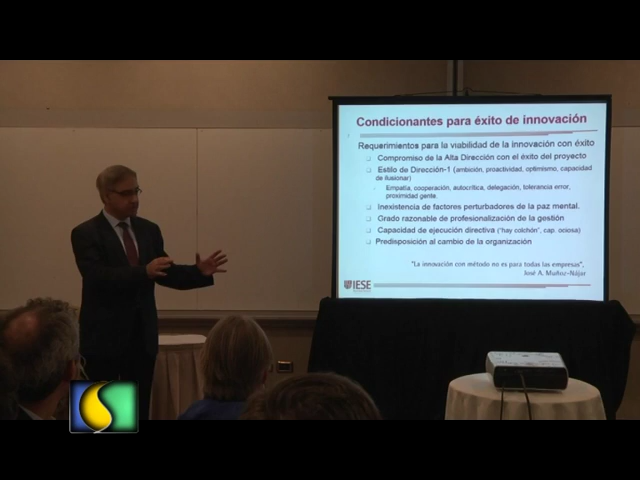 Condicionantes para éxito de innovación
Requerimientos para la viabilidad de la innovación con éxito
Compromiso de la Alta Dirección con el éxito del proyecto
Estilo de Dirección-1 (ambición, proactividad, optimismo, capacidad
de ilusionar)
Empatía, cooperación, autocrítica, delegación, tolerancia error,
proximidad gente.
Inexistencia de factores perturbadores de la paz mental.
Grado razonable de profesionalización de la gestión
Capacidad de ejecución directiva ("hay colchón", cap. ociosa)
Predisposición al cambio de la organización
"La innovación con método no es para todas las empresas",
José A. Muñoz-Nájar
IESE